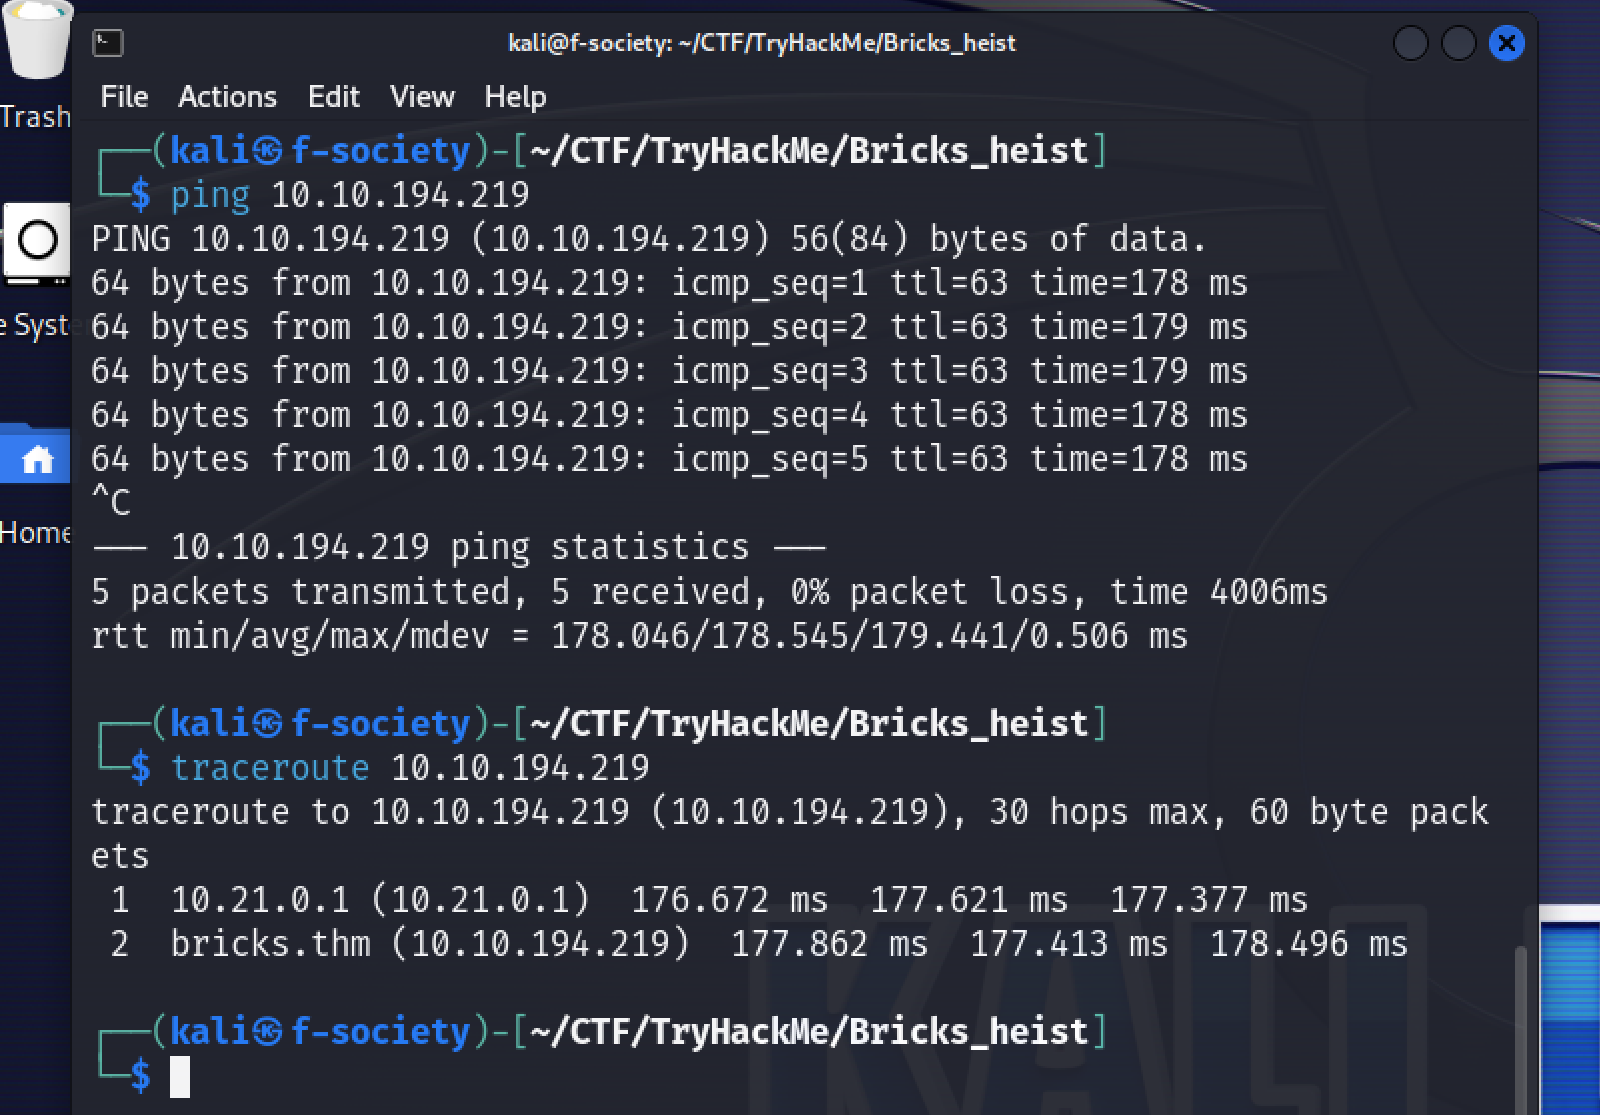 kali@f-society: ~/CTF/TryHackMe/Bricks_heist
File Actions Edit View Help
Trash
e Syst
Home
┌──(kali㉿f-society)-[~/CTF/TryHackMe/Bricks_heist]
└─$ ping 10.10.194.219
PING 10.10.194.219 (10.10.194.219) 56(84) bytes of data.
64 bytes from 10.10.194.219: icmp_seq=1 ttl=63 time=178 ms
64 bytes from 10.10.194.219: icmp_seq=2 ttl=63 time=179 ms
64 bytes from 10.10.194.219: icmp_seq=3 ttl=63 time=179 ms
64 bytes from 10.10.194.219: icmp_seq=4 ttl=63 time=178 ms
64 bytes from 10.10.194.219: icmp_seq=5 ttl=63 time=178 ms
^C
--- 10.10.194.219 ping statistics ---
5 packets transmitted, 5 received, 0% packet loss, time 4006ms
rtt min/avg/max/mdev = 178.046/178.545/179.441/0.506 ms
┌──(kali㉿f-society)-[~/CTF/TryHackMe/Bricks_heist]
└─$ traceroute 10.10.194.219
traceroute to 10.10.194.219 (10.10.194.219), 30 hops max, 60 byte pack
ets
1 10.21.0.1 (10.21.0.1) 176.672 ms 177.621 ms 177.377 ms
2 bricks.thm (10.10.194.219) 177.862 ms 177.413 ms 178.496 ms
┌──(kali㉿f-society)-[~/CTF/TryHackMe/Bricks_heist]
└─$
KALI